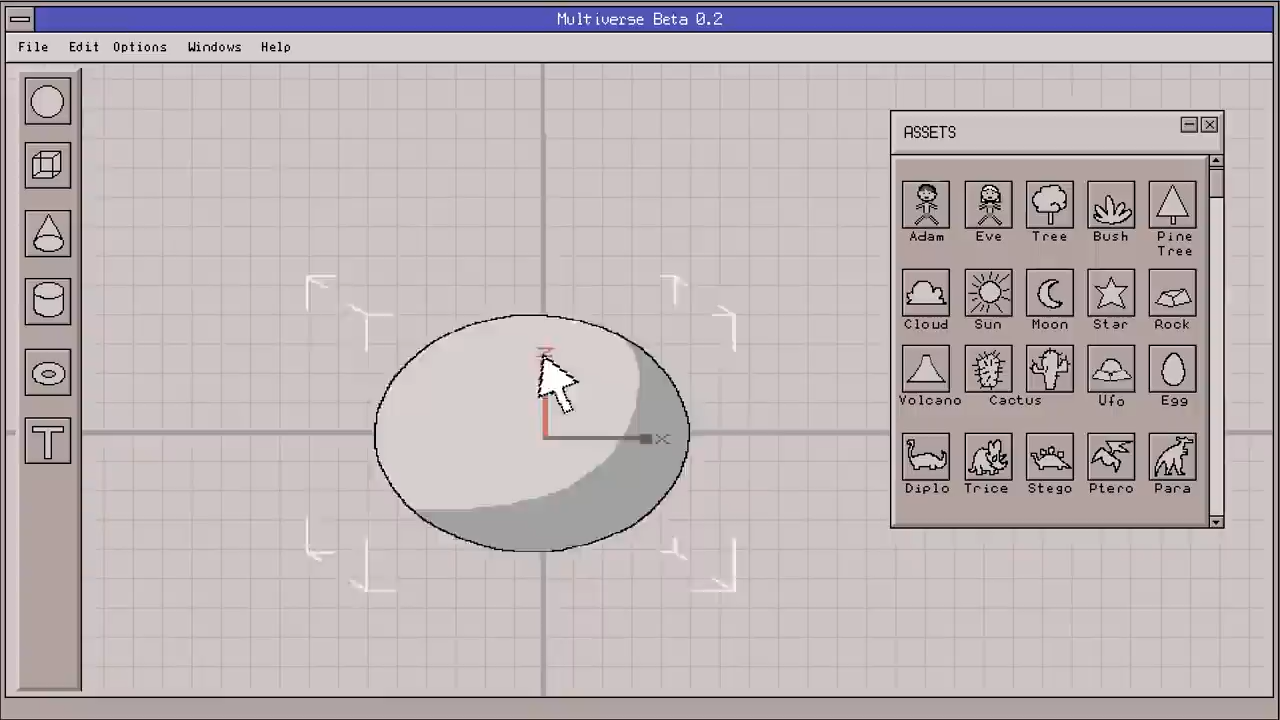 Multiverse Beta 0.2
File Edit Options Windows Help
ASSETS
Adam Eve Tree Bush Pine Tree
Cloud Sun Moon Star Rock
Volcano Cactus Ufo Egg
Diplo Trice Stego Ptero Para
Z
X
T